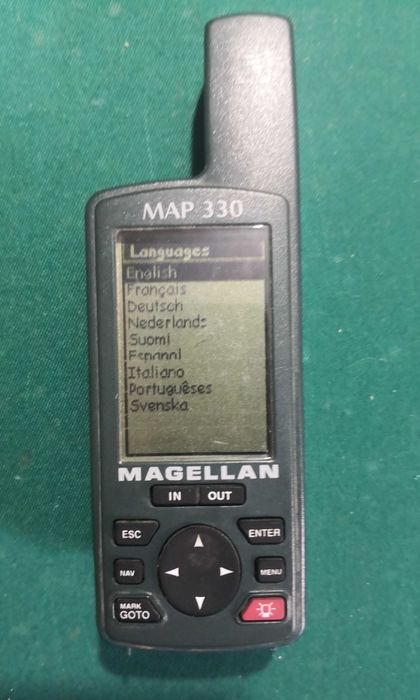 MAP 330
Languages
English
Français
Deutsch
Nederlands
Suomi
Espannl
Italiano
Portuguêses
Svenska
MAGELLAN
IN OUT
ESC ENTER
NAV MENU
MARK
GOTO